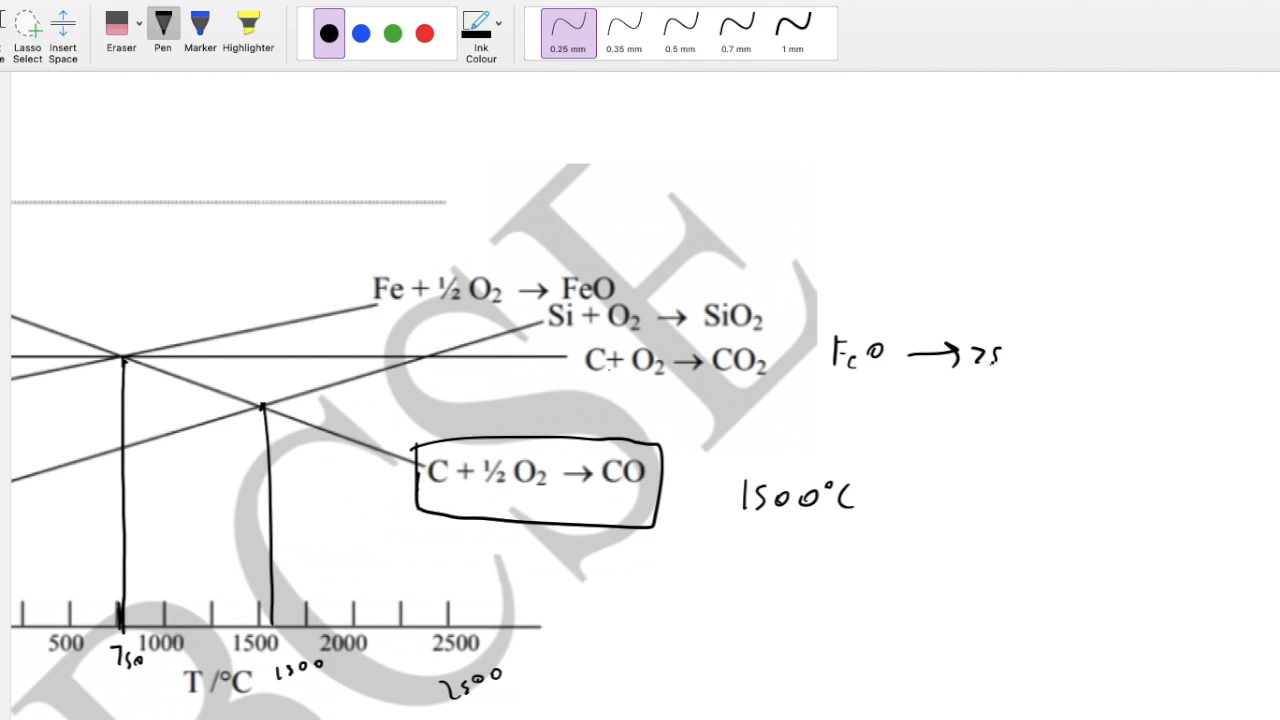 Lasso Select
Insert Space
Eraser
Pen
Marker
Highlighter
Ink Colour
0.25 mm
0.35 mm
0.5 mm
0.7 mm
1 mm
Fe + ½ O₂ → FeO
Si + O₂ → SiO₂
C+ O₂ → CO₂
FeO → 75
C + ½ O₂ → CO
1500°C
500 1000 1500 2000 2500
750
T /°C
1500
2500
BCSE